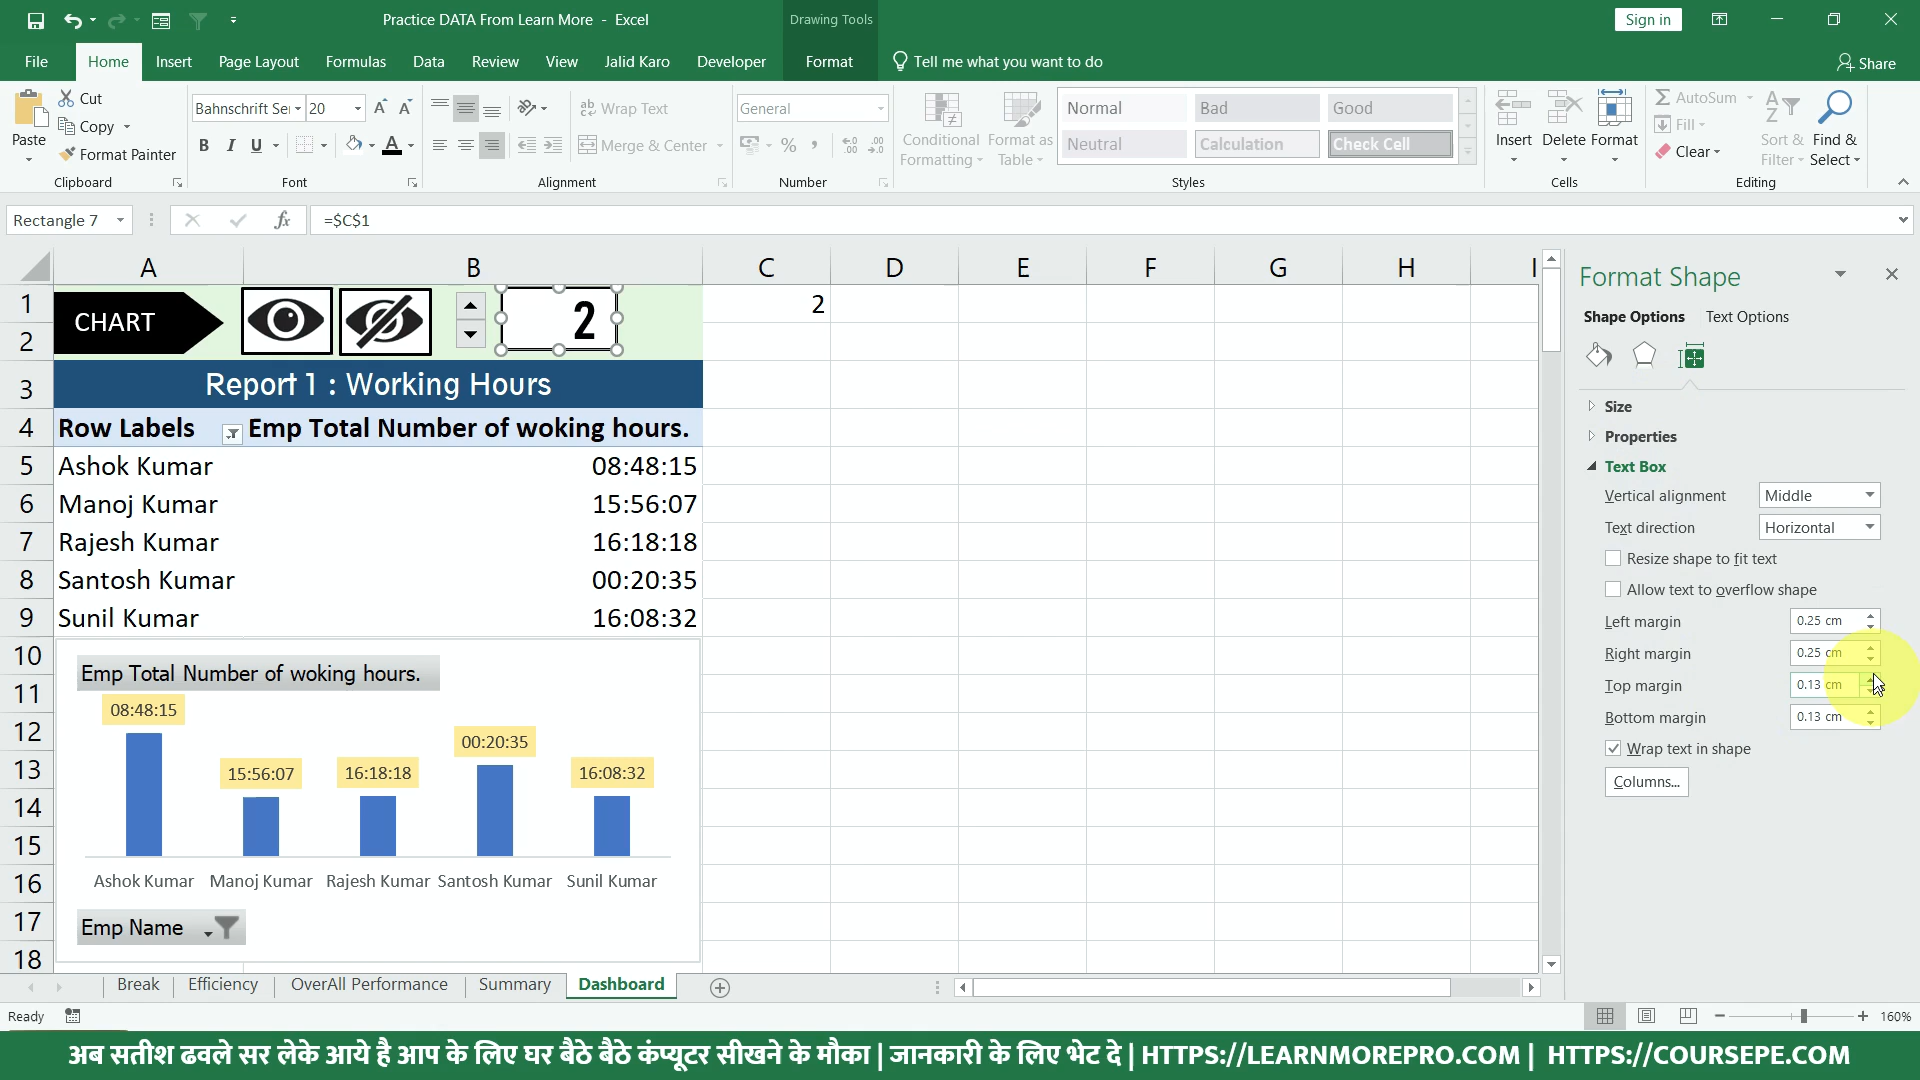 Practice DATA From Learn More - Excel
Drawing Tools
Sign in
File Home Insert Page Layout Formulas Data Review View Jalid Karo Developer Format Tell me what you want to do Share
Paste
Cut
Copy
Format Painter
Clipboard
Bahnschrift Se 20
B I U A
Font
ab Wrap Text
Merge & Center
Alignment
General
%
Number
Conditional Formatting
Format as Table
Normal Bad Good
Neutral Calculation Check Cell
Styles
Insert Delete Format
Cells
AutoSum
Fill
Clear
Sort & Filter
Find & Select
Editing
Rectangle 7
fx
=$C$1
A B C D E F G H I
1 CHART 2 2
2
3 Report 1 : Working Hours
4 Row Labels Emp Total Number of woking hours.
5 Ashok Kumar 08:48:15
6 Manoj Kumar 15:56:07
7 Rajesh Kumar 16:18:18
8 Santosh Kumar 00:20:35
9 Sunil Kumar 16:08:32
10
11
12
13
14
15
16
17
18
Emp Total Number of woking hours.
08:48:15 15:56:07 16:18:18 00:20:35 16:08:32
Ashok Kumar Manoj Kumar Rajesh Kumar Santosh Kumar Sunil Kumar
Emp Name
Format Shape
Shape Options Text Options
Size
Properties
Text Box
Vertical alignment Middle
Text direction Horizontal
Resize shape to fit text
Allow text to overflow shape
Left margin 0.25 cm
Right margin 0.25 cm
Top margin 0.13 cm
Bottom margin 0.13 cm
Wrap text in shape
Columns...
Break Efficiency OverAll Performance Summary Dashboard
Ready
160%
अब सतीश ढवले सर लेके आये है आप के लिए घर बैठे बैठे कंप्यूटर सीखने के मौका | जानकारी के लिए भेट दे | HTTPS://LEARNMOREPRO.COM | HTTPS://COURSEPE.COM